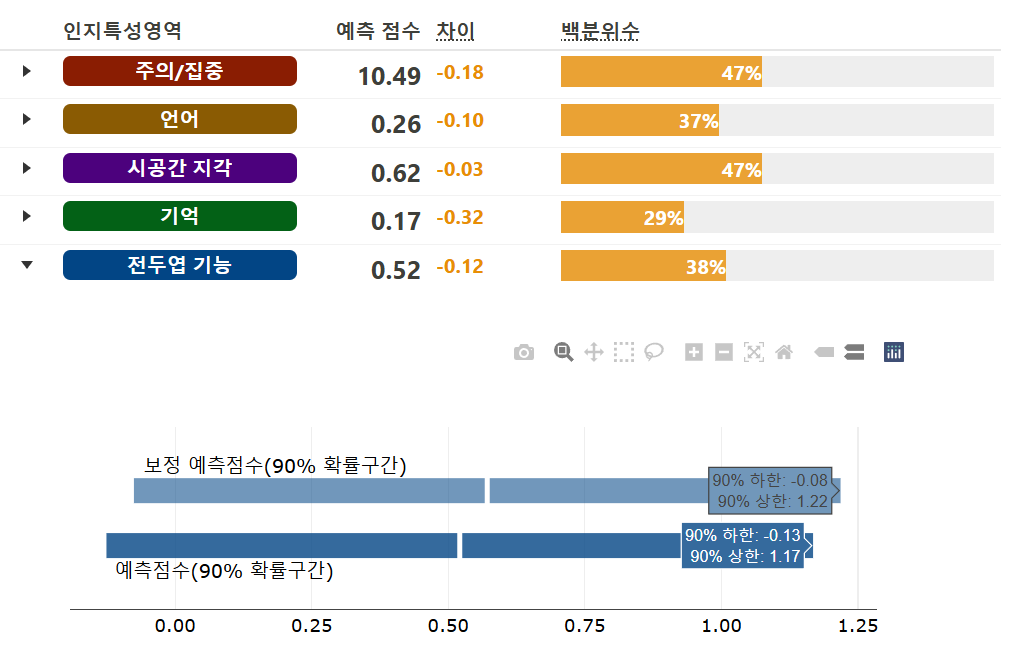 인지특성영역 예측 점수 차이 백분위수
주의/집중 10.49 -0.18 47%
언어 0.26 -0.10 37%
시공간 지각 0.62 -0.03 47%
기억 0.17 -0.32 29%
전두엽 기능 0.52 -0.12 38%
보정 예측점수(90% 확률구간)
90% 하한: -0.08
90% 상한: 1.22
90% 하한: -0.13
90% 상한: 1.17
예측점수(90% 확률구간)
0.00 0.25 0.50 0.75 1.00 1.25